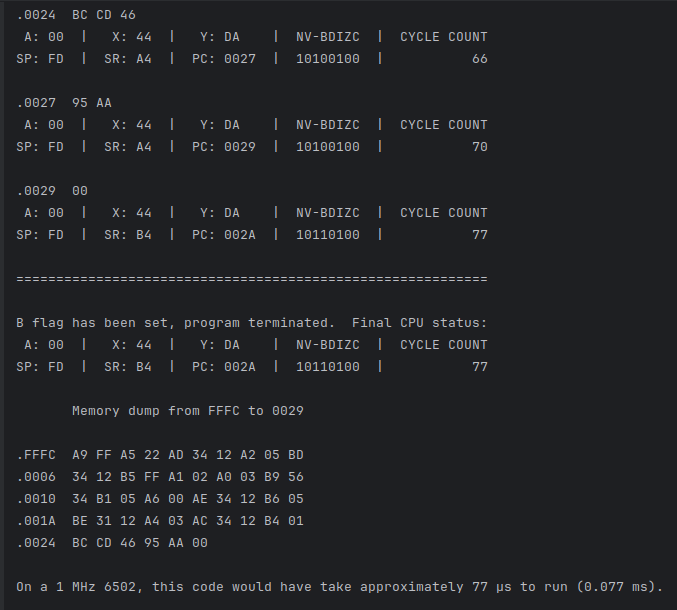 .0024  BC CD 46
 A: 00  |   X: 44  |   Y: DA    |  NV-BDIZC  |  CYCLE COUNT
SP: FD  |  SR: A4  |  PC: 0027  |  10100100  |           66
.0027  95 AA
 A: 00  |   X: 44  |   Y: DA    |  NV-BDIZC  |  CYCLE COUNT
SP: FD  |  SR: A4  |  PC: 0029  |  10100100  |           70
.0029  00
 A: 00  |   X: 44  |   Y: DA    |  NV-BDIZC  |  CYCLE COUNT
SP: FD  |  SR: B4  |  PC: 002A  |  10110100  |           77
===========================================================
B flag has been set, program terminated.  Final CPU status:
 A: 00  |   X: 44  |   Y: DA    |  NV-BDIZC  |  CYCLE COUNT
SP: FD  |  SR: B4  |  PC: 002A  |  10110100  |           77
       Memory dump from FFFC to 0029
.FFFC  A9 FF A5 22 AD 34 12 A2 05 BD
.0006  34 12 B5 FF A1 02 A0 03 B9 56
.0010  34 B1 05 A6 00 AE 34 12 B6 05
.001A  BE 31 12 A4 03 AC 34 12 B4 01
.0024  BC CD 46 95 AA 00
On a 1 MHz 6502, this code would have take approximately 77 µs to run (0.077 ms).